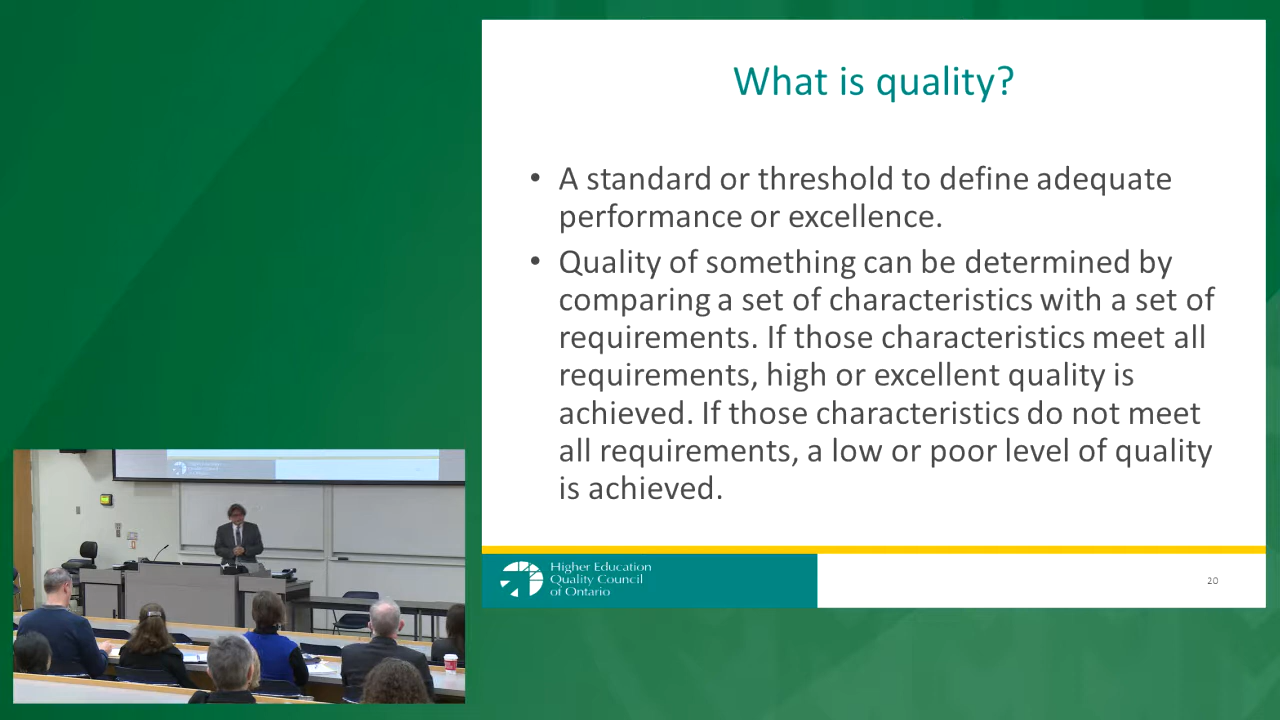 What is quality?
• A standard or threshold to define adequate
performance or excellence.
• Quality of something can be determined by
comparing a set of characteristics with a set of
requirements. If those characteristics meet all
requirements, high or excellent quality is
achieved. If those characteristics do not meet
all requirements, a low or poor level of quality
is achieved.
Higher Education
Quality Council
of Ontario
20